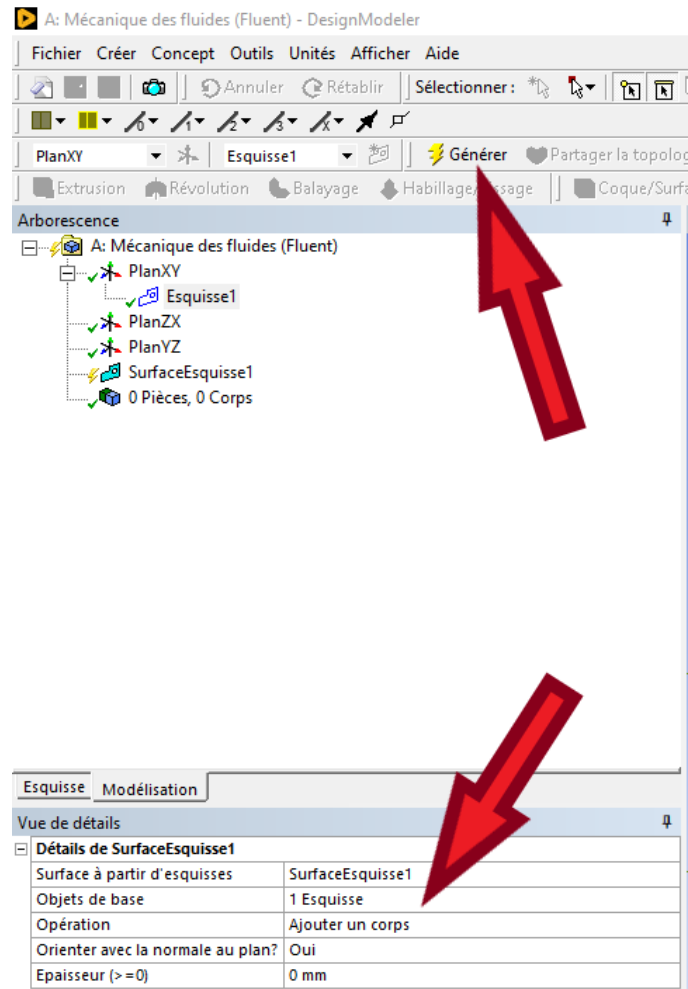 A: Mécanique des fluides (Fluent) - DesignModeler
Fichier Créer Concept Outils Unités Afficher Aide
Annuler Rétablir Sélectionner :
PlanXY Esquisse1 Générer Partager la topolog
Extrusion Révolution Balayage Coque/Surfa
Arborescence
A: Mécanique des fluides (Fluent)
PlanXY
Esquisse1
PlanZX
PlanYZ
SurfaceEsquisse1
0 Pièces, 0 Corps
Esquisse Modélisation
Vue de détails
Détails de SurfaceEsquisse1
Surface à partir d'esquisses SurfaceEsquisse1
Objets de base 1 Esquisse
Opération Ajouter un corps
Orienter avec la normale au plan? Oui
Epaisseur (>=0) 0 mm